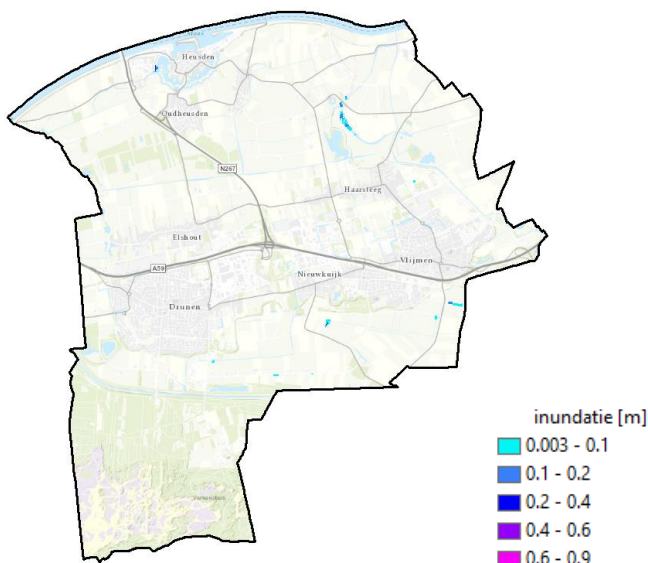 Maas
Heusden
Oudheusden
N267
Haarsteeg
Elshout
Vlijmen
A59
Nieuwkuijk
Drunen
inundatie [m]
0.003 - 0.1
0.1 - 0.2
0.2 - 0.4
0.4 - 0.6
0.6 - 0.9